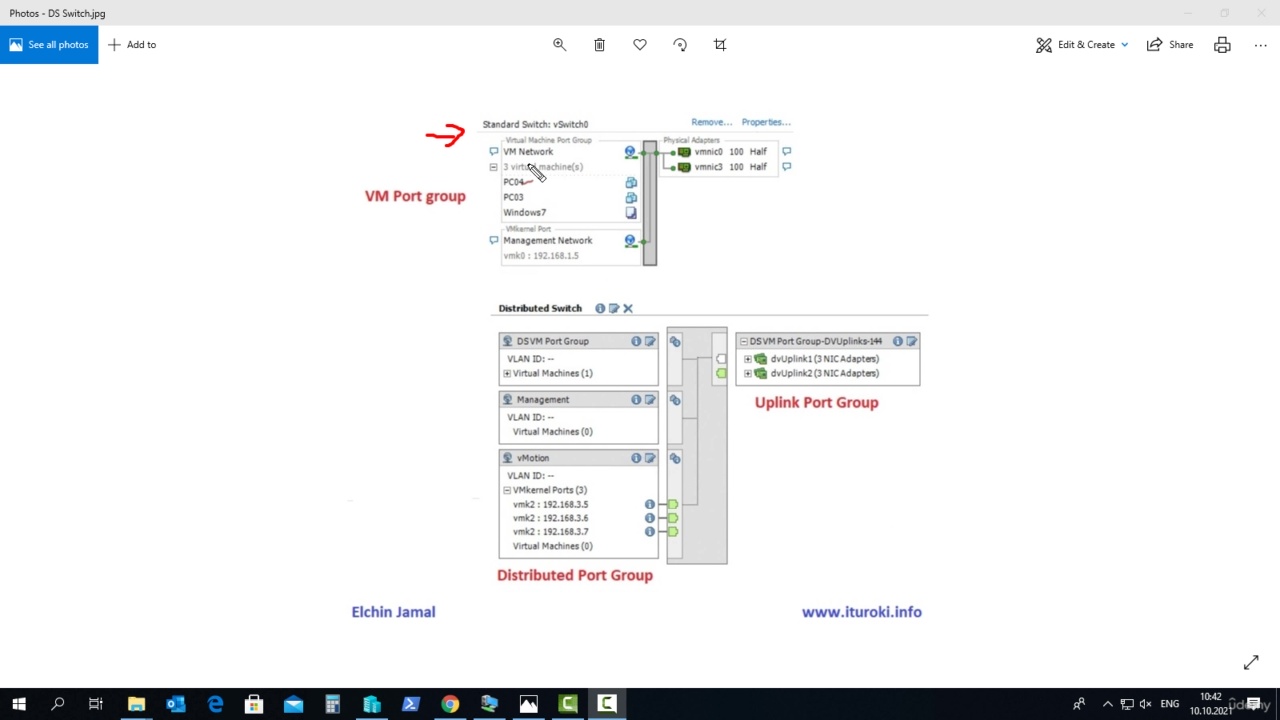 Photos - DS Switch.jpg
See all photos
Add to
Edit & Create
Share
Standard Switch: vSwitch0
Remove...
Properties...
Virtual Machine Port Group
Physical Adapters
VM Network
vmnic0 100 Half
3 virtual machine(s)
vmnic3 100 Half
PC04
VM Port group
PC03
Windows7
VMkernel Port
Management Network
vmk0 : 192.168.1.5
Distributed Switch
DSVM Port Group
DSVM Port Group-DVUplinks-144
VLAN ID: --
dvUplink1 (3 NIC Adapters)
Virtual Machines (1)
dvUplink2 (3 NIC Adapters)
Management
Uplink Port Group
VLAN ID: --
Virtual Machines (0)
vMotion
VLAN ID: --
VMkernel Ports (3)
vmk2 : 192.168.3.5
vmk2 : 192.168.3.6
vmk2 : 192.168.3.7
Virtual Machines (0)
Distributed Port Group
Elchin Jamal
www.ituroki.info
ENG
10:42
10.10.2021
Udemy